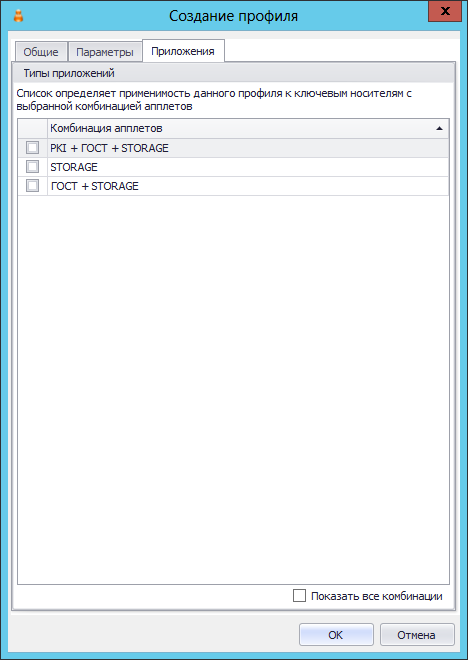 Создание профиля
Общие Параметры Приложения
Типы приложений
Список определяет применимость данного профиля к ключевым носителям с
выбранной комбинацией апплетов
Комбинация апплетов
PKI + ГОСТ + STORAGE
STORAGE
ГОСТ + STORAGE
Показать все комбинации
OK Отмена